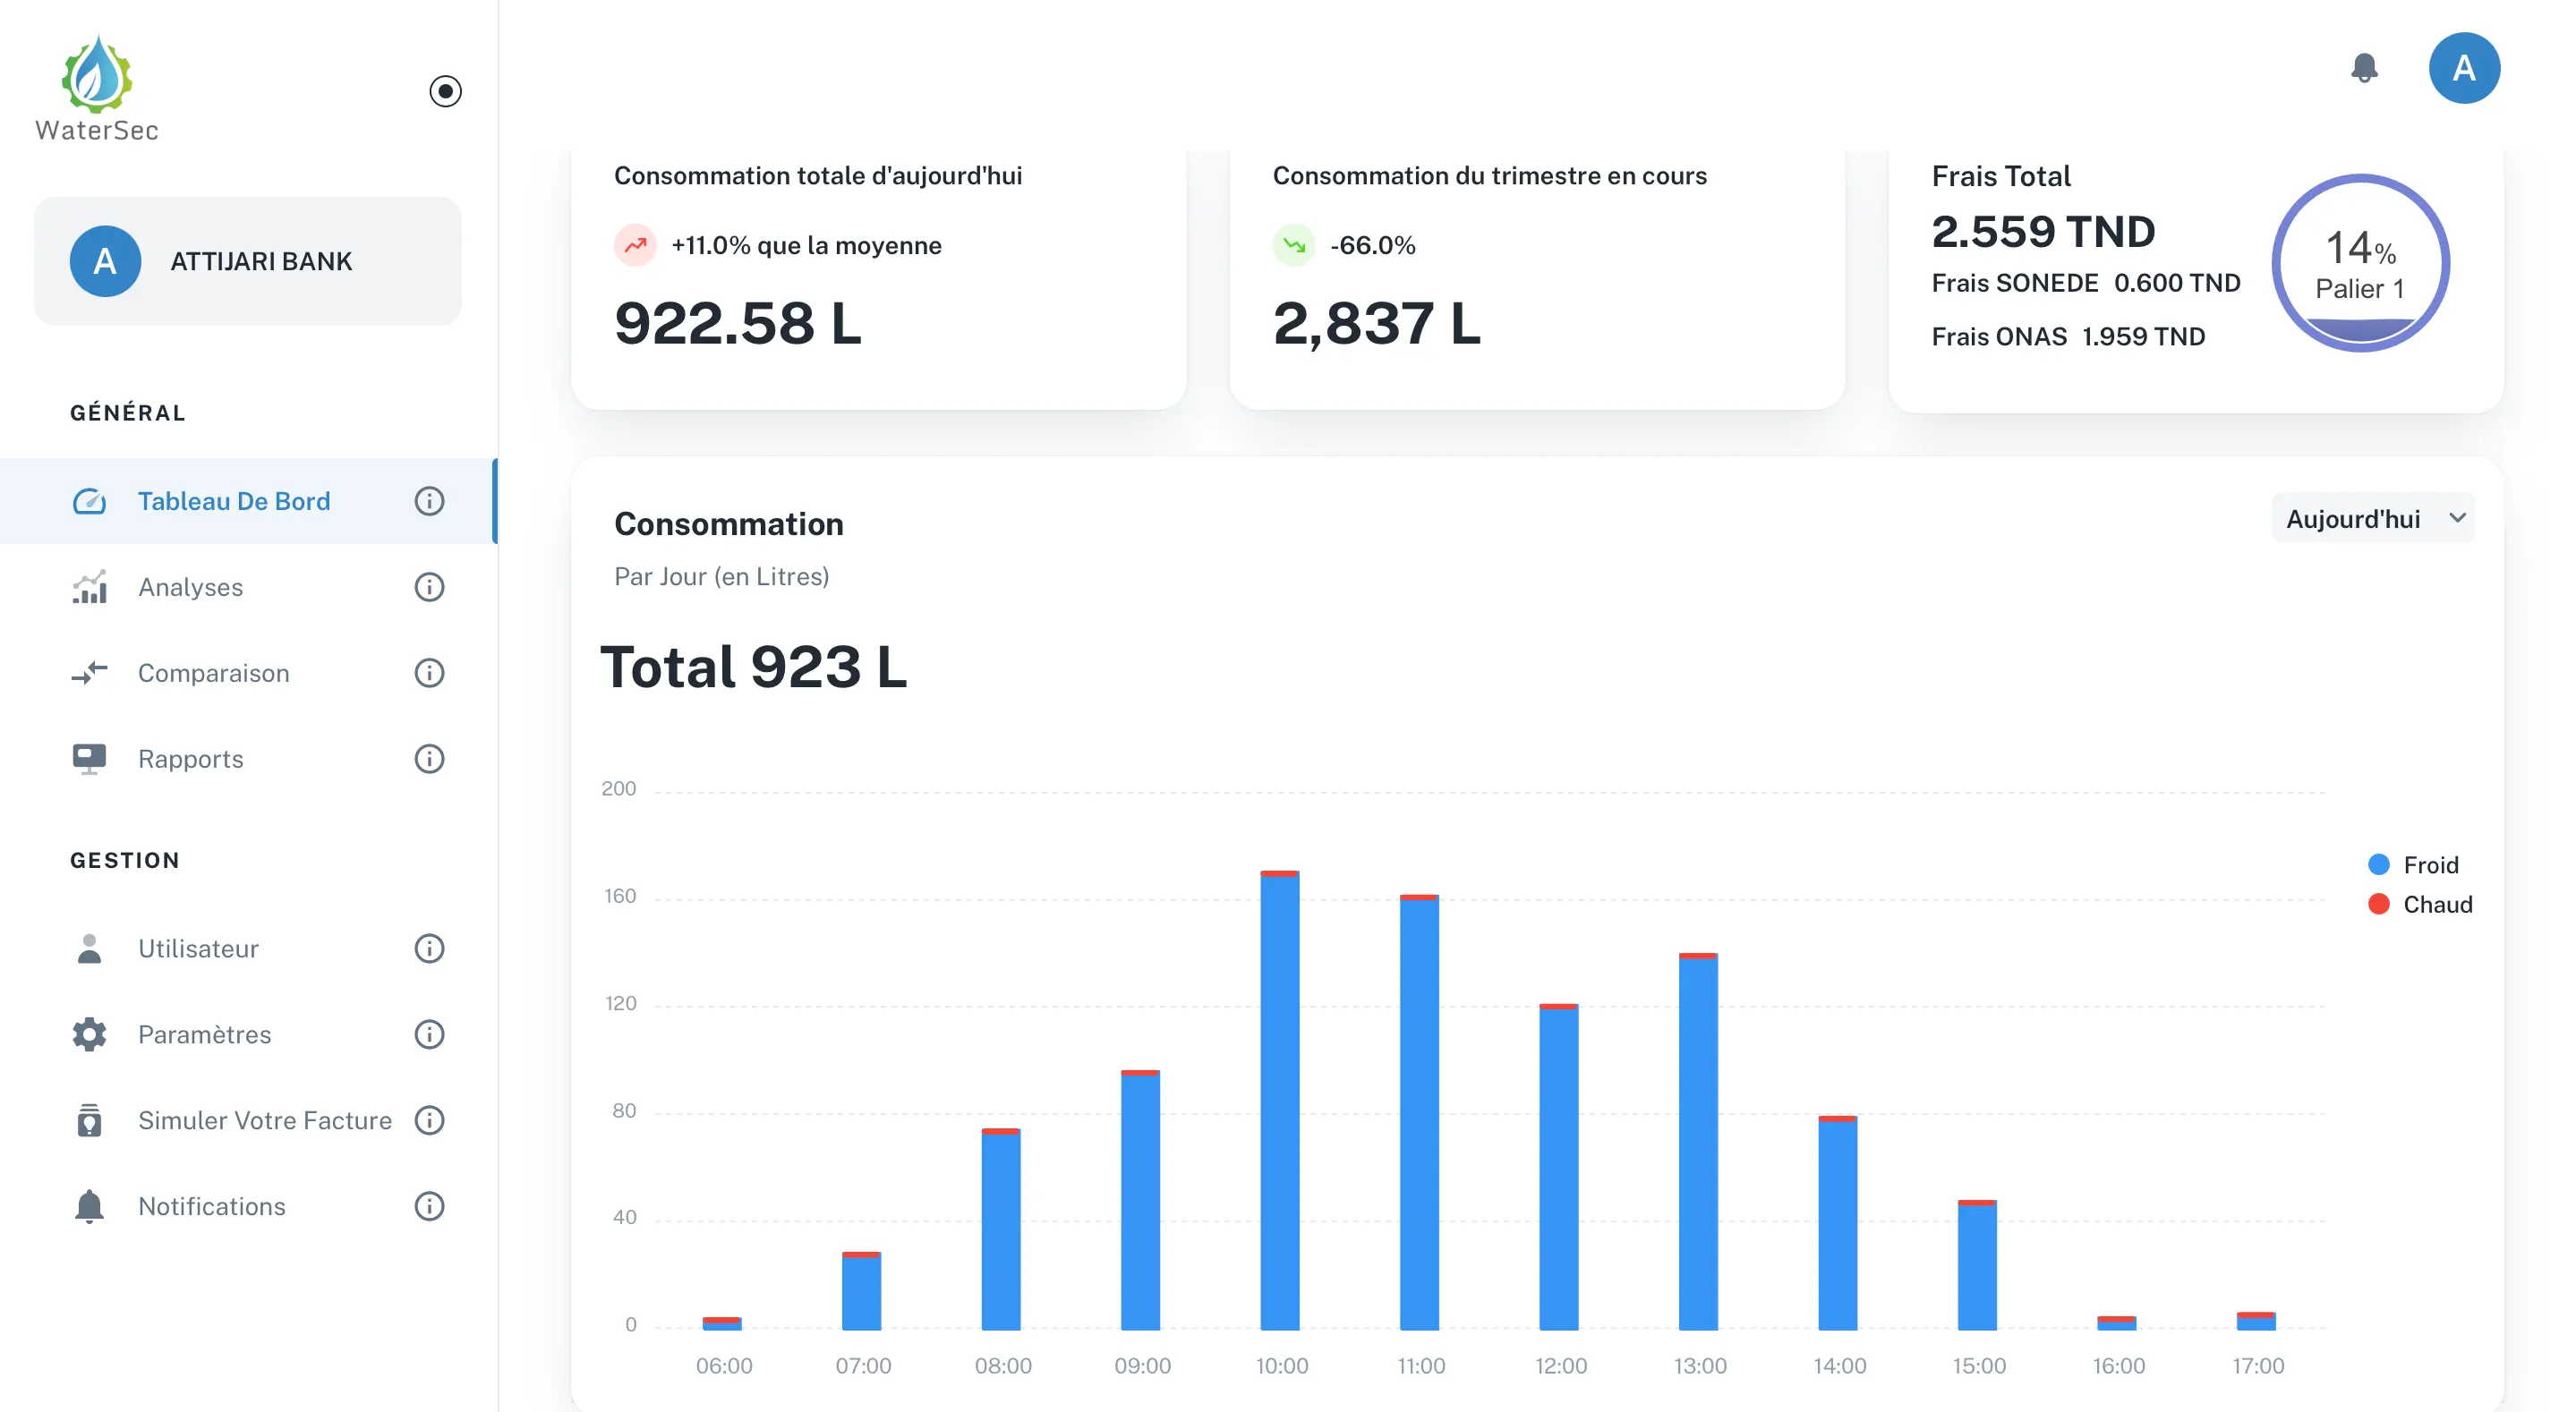 WaterSec
A
A
ATTIJARI BANK
GÉNÉRAL
Tableau De Bord
Analyses
Comparaison
Rapports
GESTION
Utilisateur
Paramètres
Simuler Votre Facture
Notifications
Consommation totale d'aujourd'hui
+11.0% que la moyenne
922.58 L
Consommation du trimestre en cours
-66.0%
2,837 L
Frais Total
2.559 TND
Frais SONEDE 0.600 TND
Frais ONAS 1.959 TND
14%
Palier 1
Consommation
Par Jour (en Litres)
Aujourd'hui
Total 923 L
200
160
120
80
40
0
06:00 07:00 08:00 09:00 10:00 11:00 12:00 13:00 14:00 15:00 16:00 17:00
Froid
Chaud